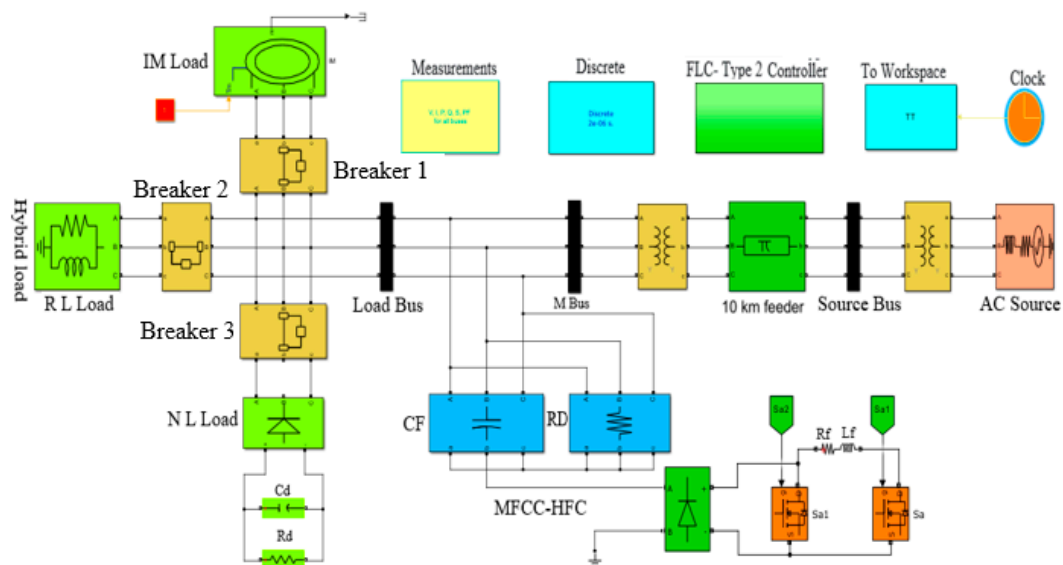 IM Load
Measurements
V, I, P, Q, S, PF
for all buses
Discrete
Discrete
2e-06 s.
FLC- Type 2 Controller
To Workspace
TT
Clock
Breaker 1
Breaker 2
Hybrid load
R L Load
Breaker 3
Load Bus
M Bus
π
10 km feeder
Source Bus
AC Source
N L Load
Cd
Rd
CF
RD
MFCC-HFC
Sa2
Sa1
Rf
Lf
Sa1
Sa
A
B
C
A
B
C
A
B
+
-